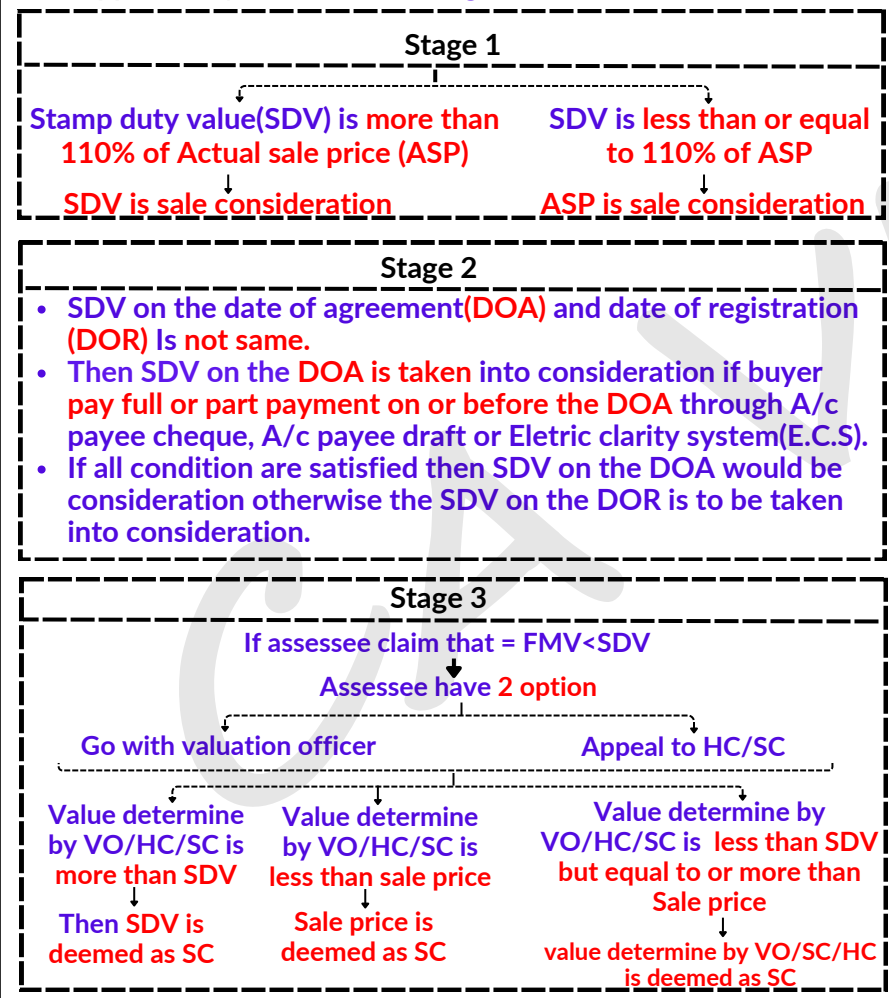 Stage 1
Stamp duty value(SDV) is more than
110% of Actual sale price (ASP)
SDV is sale consideration
SDV is less than or equal
to 110% of ASP
ASP is sale consideration
Stage 2
• SDV on the date of agreement(DOA) and date of registration
(DOR) Is not same.
• Then SDV on the DOA is taken into consideration if buyer
pay full or part payment on or before the DOA through A/c
payee cheque, A/c payee draft or Eletric clarity system(E.C.S).
• If all condition are satisfied then SDV on the DOA would be
consideration otherwise the SDV on the DOR is to be taken
into consideration.
Stage 3
If assessee claim that = FMV<SDV
Assessee have 2 option
Go with valuation officer
Appeal to HC/SC
Value determine
by VO/HC/SC is
more than SDV
Then SDV is
deemed as SC
Value determine
by VO/HC/SC is
less than sale price
Sale price is
deemed as SC
Value determine by
VO/HC/SC is less than SDV
but equal to or more than
Sale price
value determine by VO/SC/HC
is deemed as SC